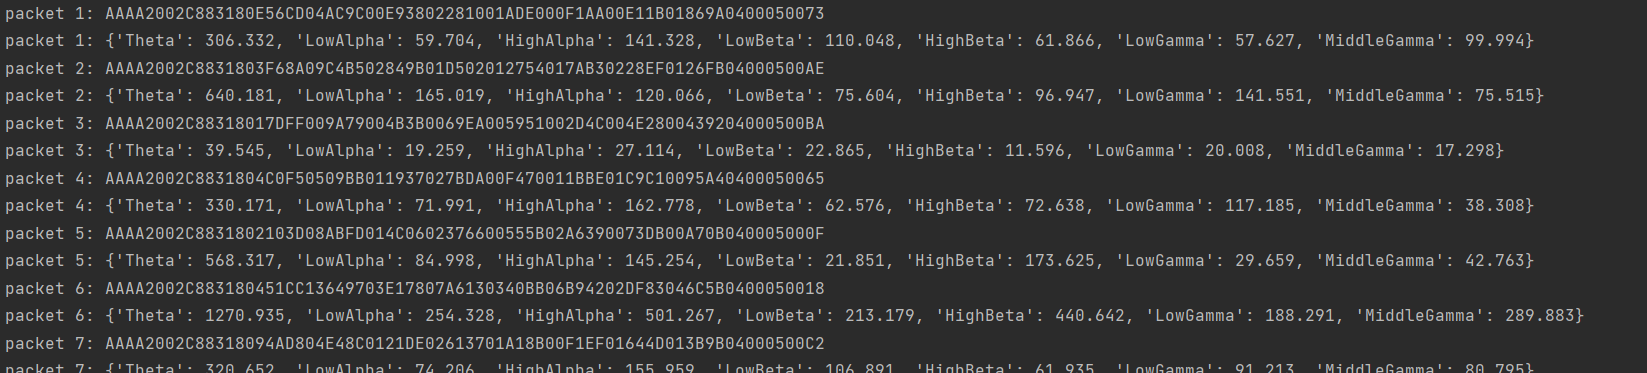 packet 1: AAAA2002C883180E56CD04AC9C00E93802281001ADE000F1AA00E11B01869A0400050073
packet 1: {'Theta': 306.332, 'LowAlpha': 59.704, 'HighAlpha': 141.328, 'LowBeta': 110.048, 'HighBeta': 61.866, 'LowGamma': 57.627, 'MiddleGamma': 99.994}
packet 2: AAAA2002C8831803F68A09C4B502849B01D502012754017AB30228EF0126FB04000500AE
packet 2: {'Theta': 640.181, 'LowAlpha': 165.019, 'HighAlpha': 120.066, 'LowBeta': 75.604, 'HighBeta': 96.947, 'LowGamma': 141.551, 'MiddleGamma': 75.515}
packet 3: AAAA2002C88318017DFF009A79004B3B0069EA005951002D4C004E2800439204000500BA
packet 3: {'Theta': 39.545, 'LowAlpha': 19.259, 'HighAlpha': 27.114, 'LowBeta': 22.865, 'HighBeta': 11.596, 'LowGamma': 20.008, 'MiddleGamma': 17.298}
packet 4: AAAA2002C8831804C0F50509BB011937027BDA00F470011BBE01C9C10095A40400050065
packet 4: {'Theta': 330.171, 'LowAlpha': 71.991, 'HighAlpha': 162.778, 'LowBeta': 62.576, 'HighBeta': 72.638, 'LowGamma': 117.185, 'MiddleGamma': 38.308}
packet 5: AAAA2002C8831802103D08ABFD014C0602376600555B02A6390073DB00A70B040005000F
packet 5: {'Theta': 568.317, 'LowAlpha': 84.998, 'HighAlpha': 145.254, 'LowBeta': 21.851, 'HighBeta': 173.625, 'LowGamma': 29.659, 'MiddleGamma': 42.763}
packet 6: AAAA2002C883180451CC13649703E17807A6130340BB06B94202DF83046C5B0400050018
packet 6: {'Theta': 1270.935, 'LowAlpha': 254.328, 'HighAlpha': 501.267, 'LowBeta': 213.179, 'HighBeta': 440.642, 'LowGamma': 188.291, 'MiddleGamma': 289.883}
packet 7: AAAA2002C88318094AD804E48C0121DE02613701A18B00F1EF01644D013B9B04000500C2
packet 7: {'Theta': 320.652, 'LowAlpha': 74.206, 'HighAlpha': 155.959, 'LowBeta': 106.891, 'HighBeta': 61.935, 'LowGamma': 91.213, 'MiddleGamma': 80.795}